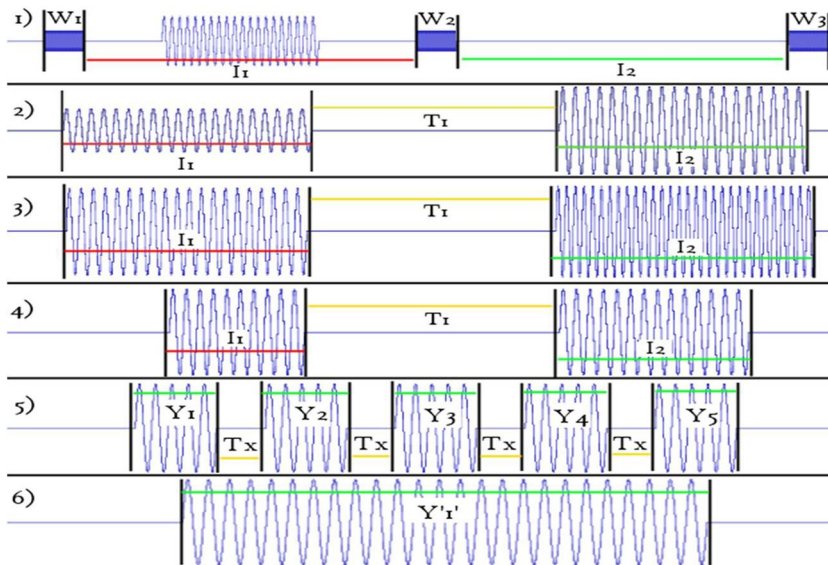 1) W1 W2 W3
I1 I2
2) T1
I1 I2
3) T1
I1 I2
4) T1
I1 I2
5) Y1 Y2 Y3 Y4 Y5
Tx Tx Tx Tx
6) Y'1'